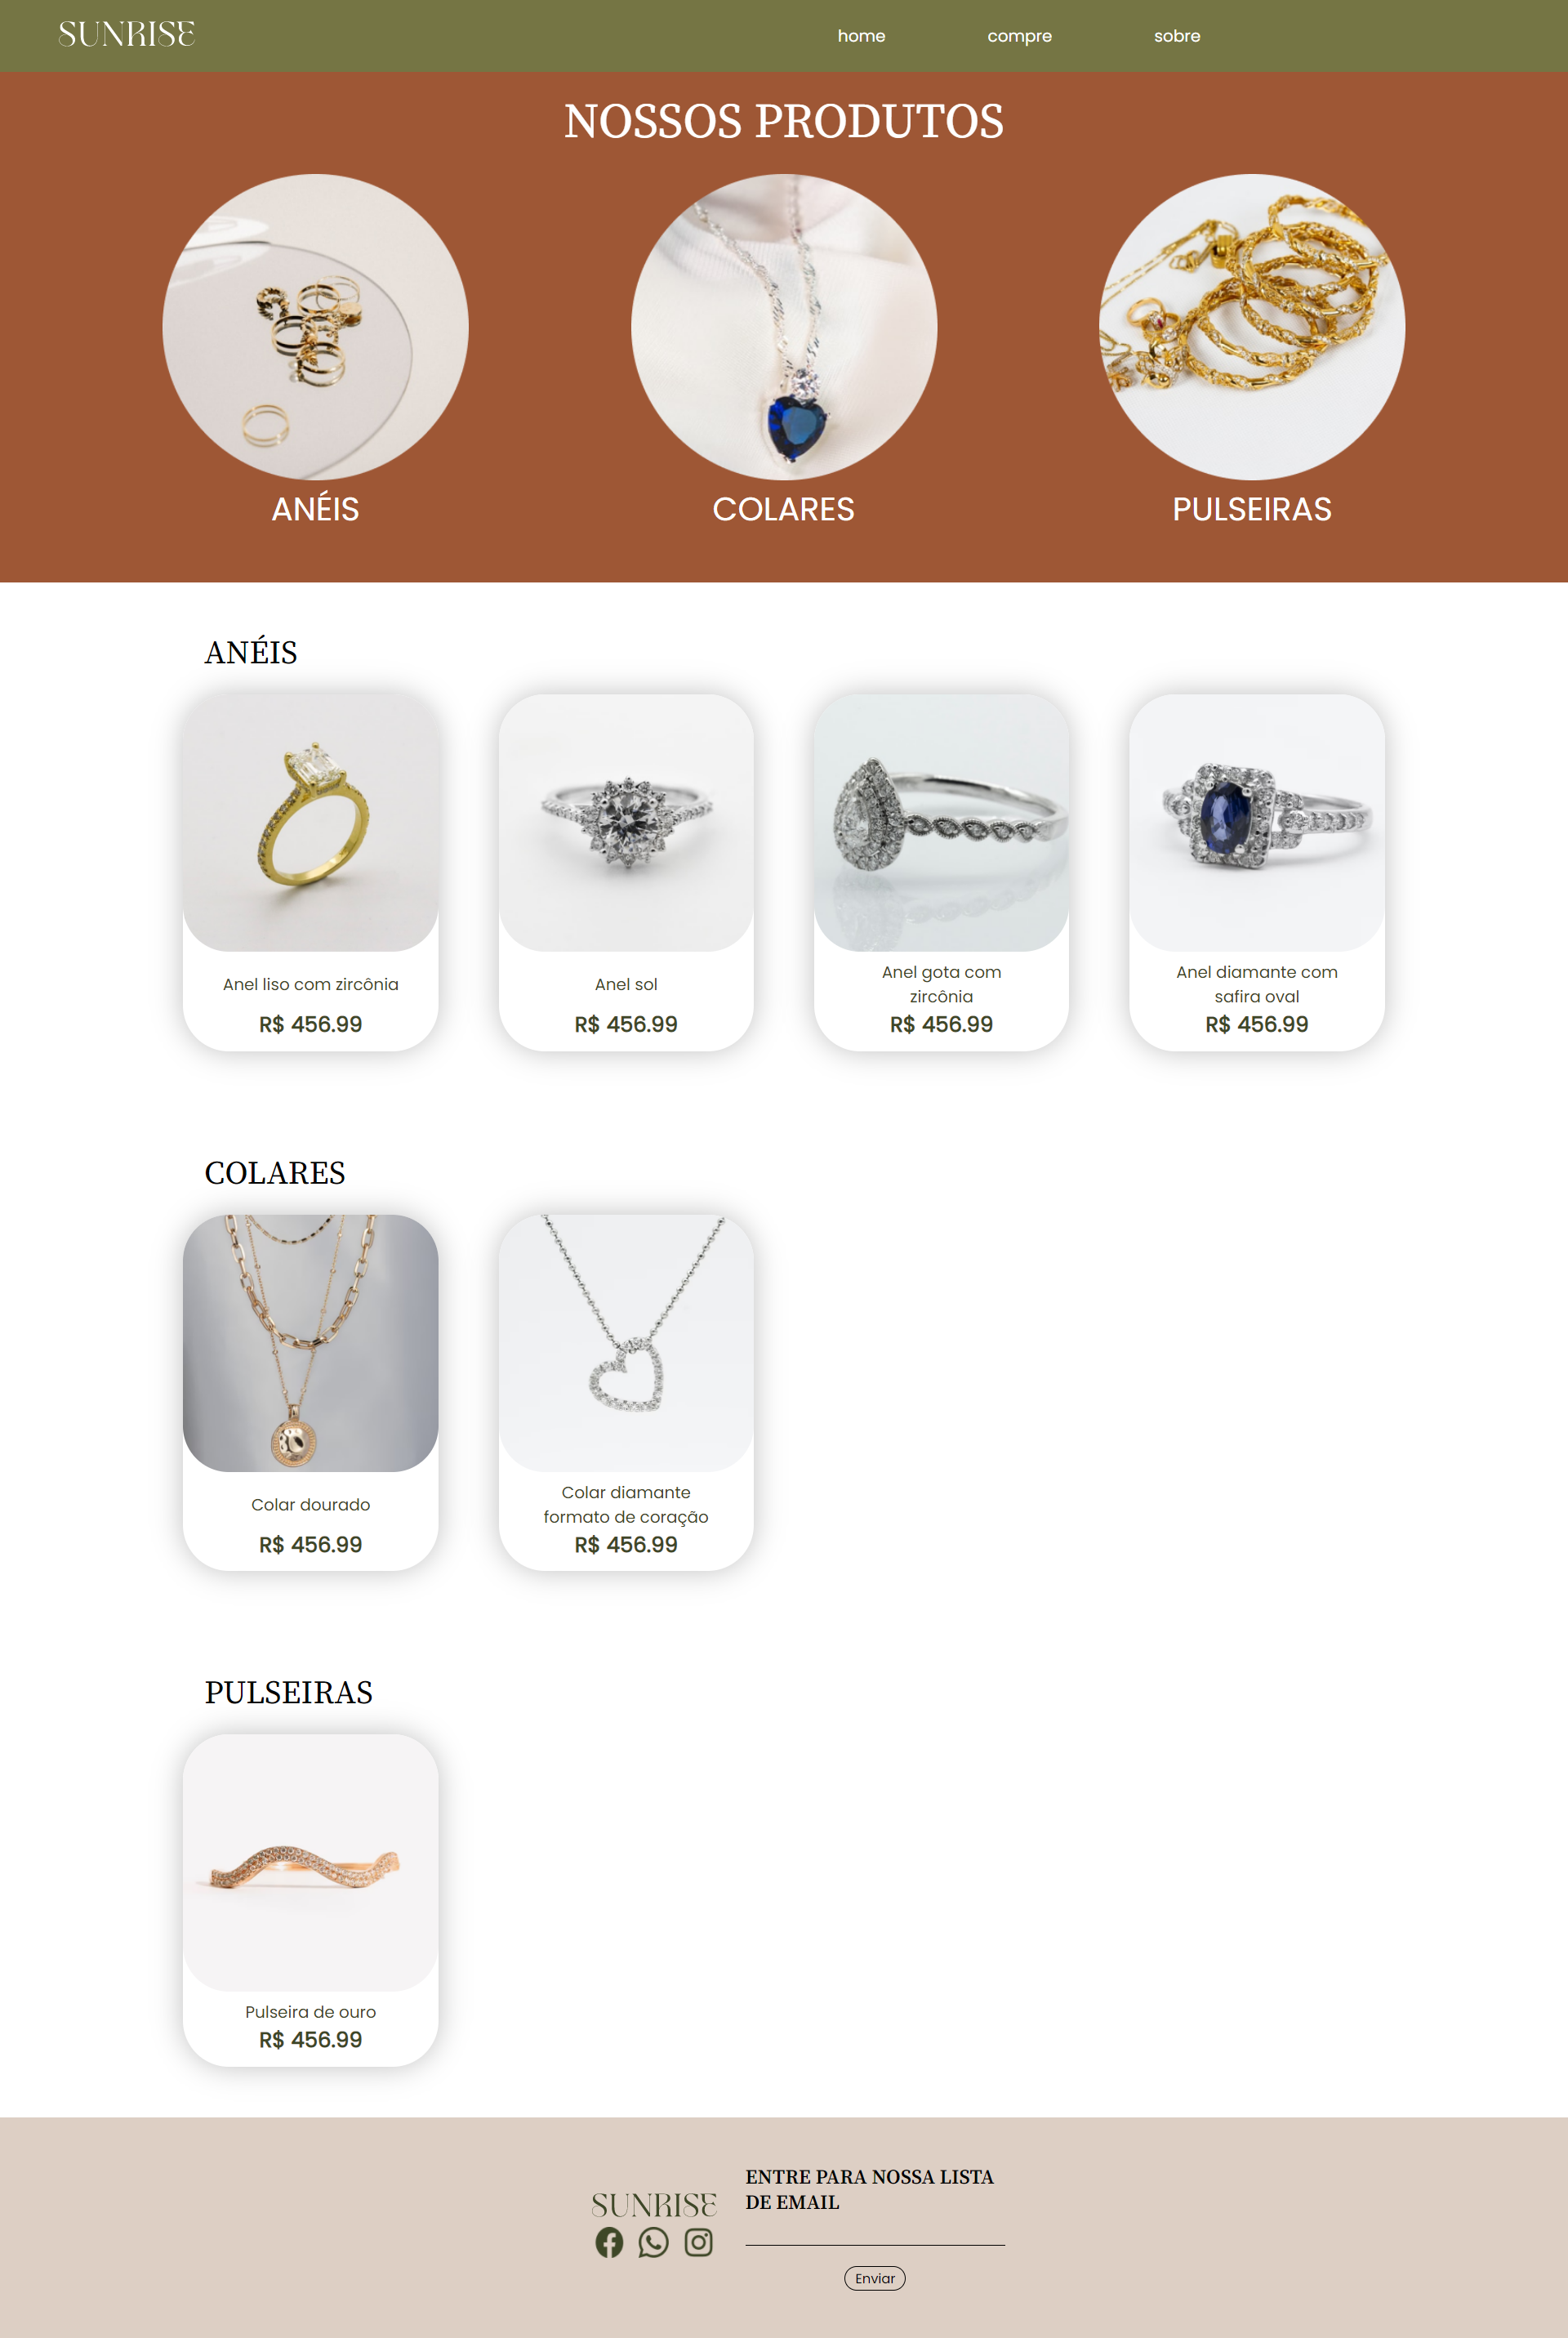 SUNRISE
home
compre
sobre
NOSSOS PRODUTOS
ANÉIS
COLARES
PULSEIRAS
ANÉIS
Anel liso com zircônia
R$ 456.99
Anel sol
R$ 456.99
Anel gota com
zircônia
R$ 456.99
Anel diamante com
safira oval
R$ 456.99
COLARES
Colar dourado
R$ 456.99
Colar diamante
formato de coração
R$ 456.99
PULSEIRAS
Pulseira de ouro
R$ 456.99
SUNRISE
ENTRE PARA NOSSA LISTA
DE EMAIL
Enviar